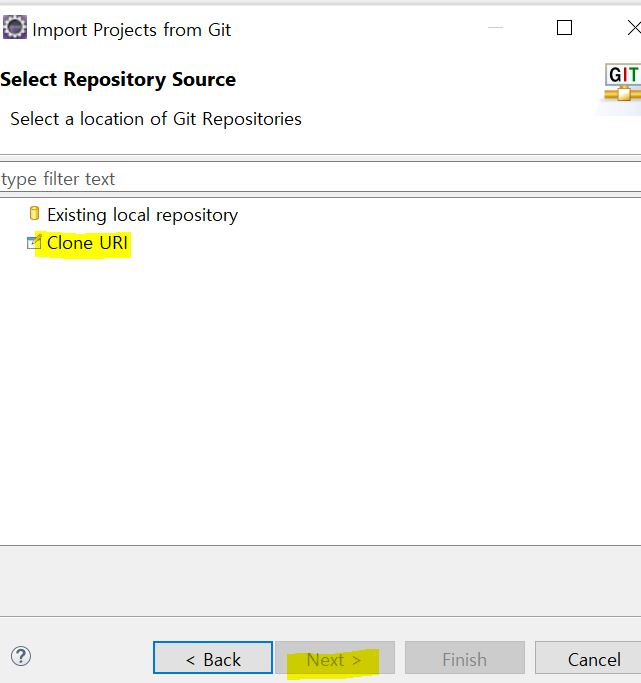 Import Projects from Git
Select Repository Source
GIT
Select a location of Git Repositories
type filter text
Existing local repository
Clone URI
?
< Back
Next >
Finish
Cancel